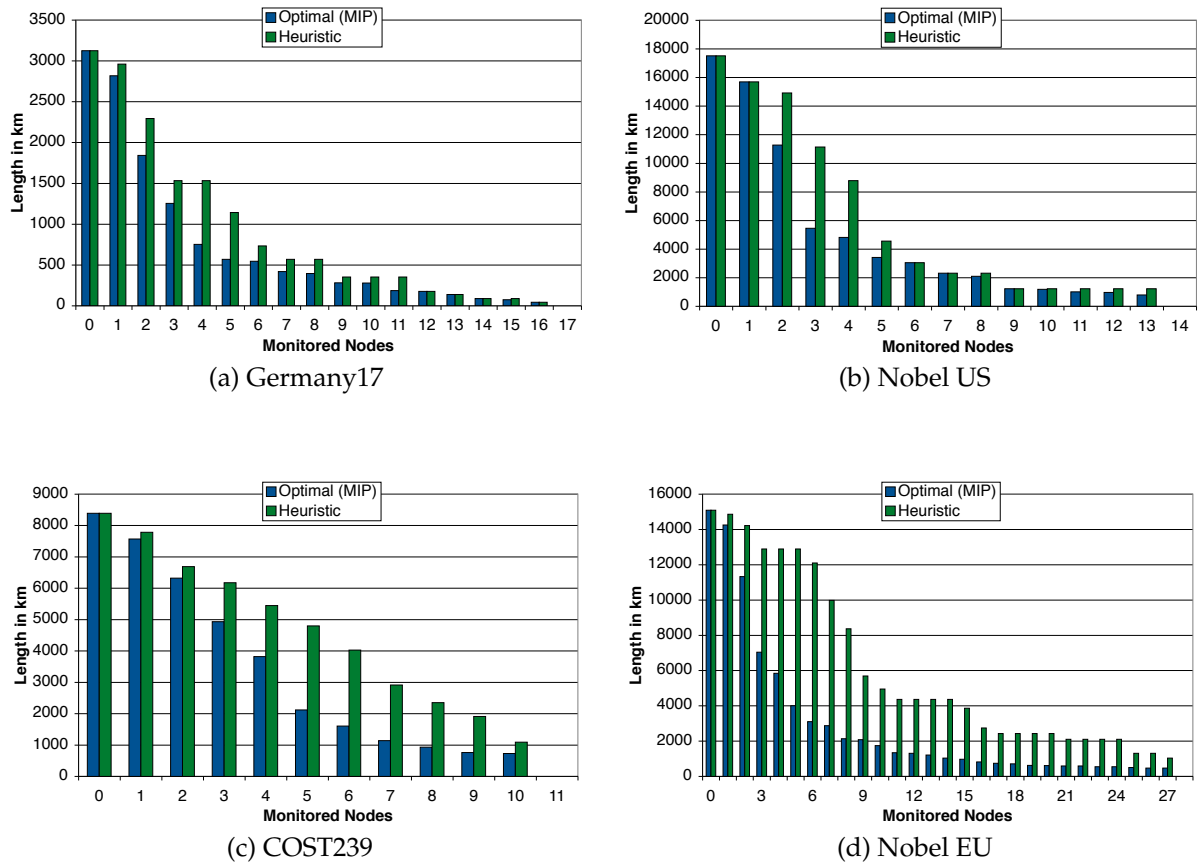 Optimal (MIP)
Heuristic
Length in km
3500
3000
2500
2000
1500
1000
500
0
0 1 2 3 4 5 6 7 8 9 10 11 12 13 14 15 16 17
Monitored Nodes
(a) Germany17
Optimal (MIP)
Heuristic
Length in km
20000
18000
16000
14000
12000
10000
8000
6000
4000
2000
0
0 1 2 3 4 5 6 7 8 9 10 11 12 13 14
Monitored Nodes
(b) Nobel US
Optimal (MIP)
Heuristic
Length in km
9000
8000
7000
6000
5000
4000
3000
2000
1000
0
0 1 2 3 4 5 6 7 8 9 10 11
Monitored Nodes
(c) COST239
Optimal (MIP)
Heuristic
Length in km
16000
14000
12000
10000
8000
6000
4000
2000
0
0 3 6 9 12 15 18 21 24 27
Monitored Nodes
(d) Nobel EU